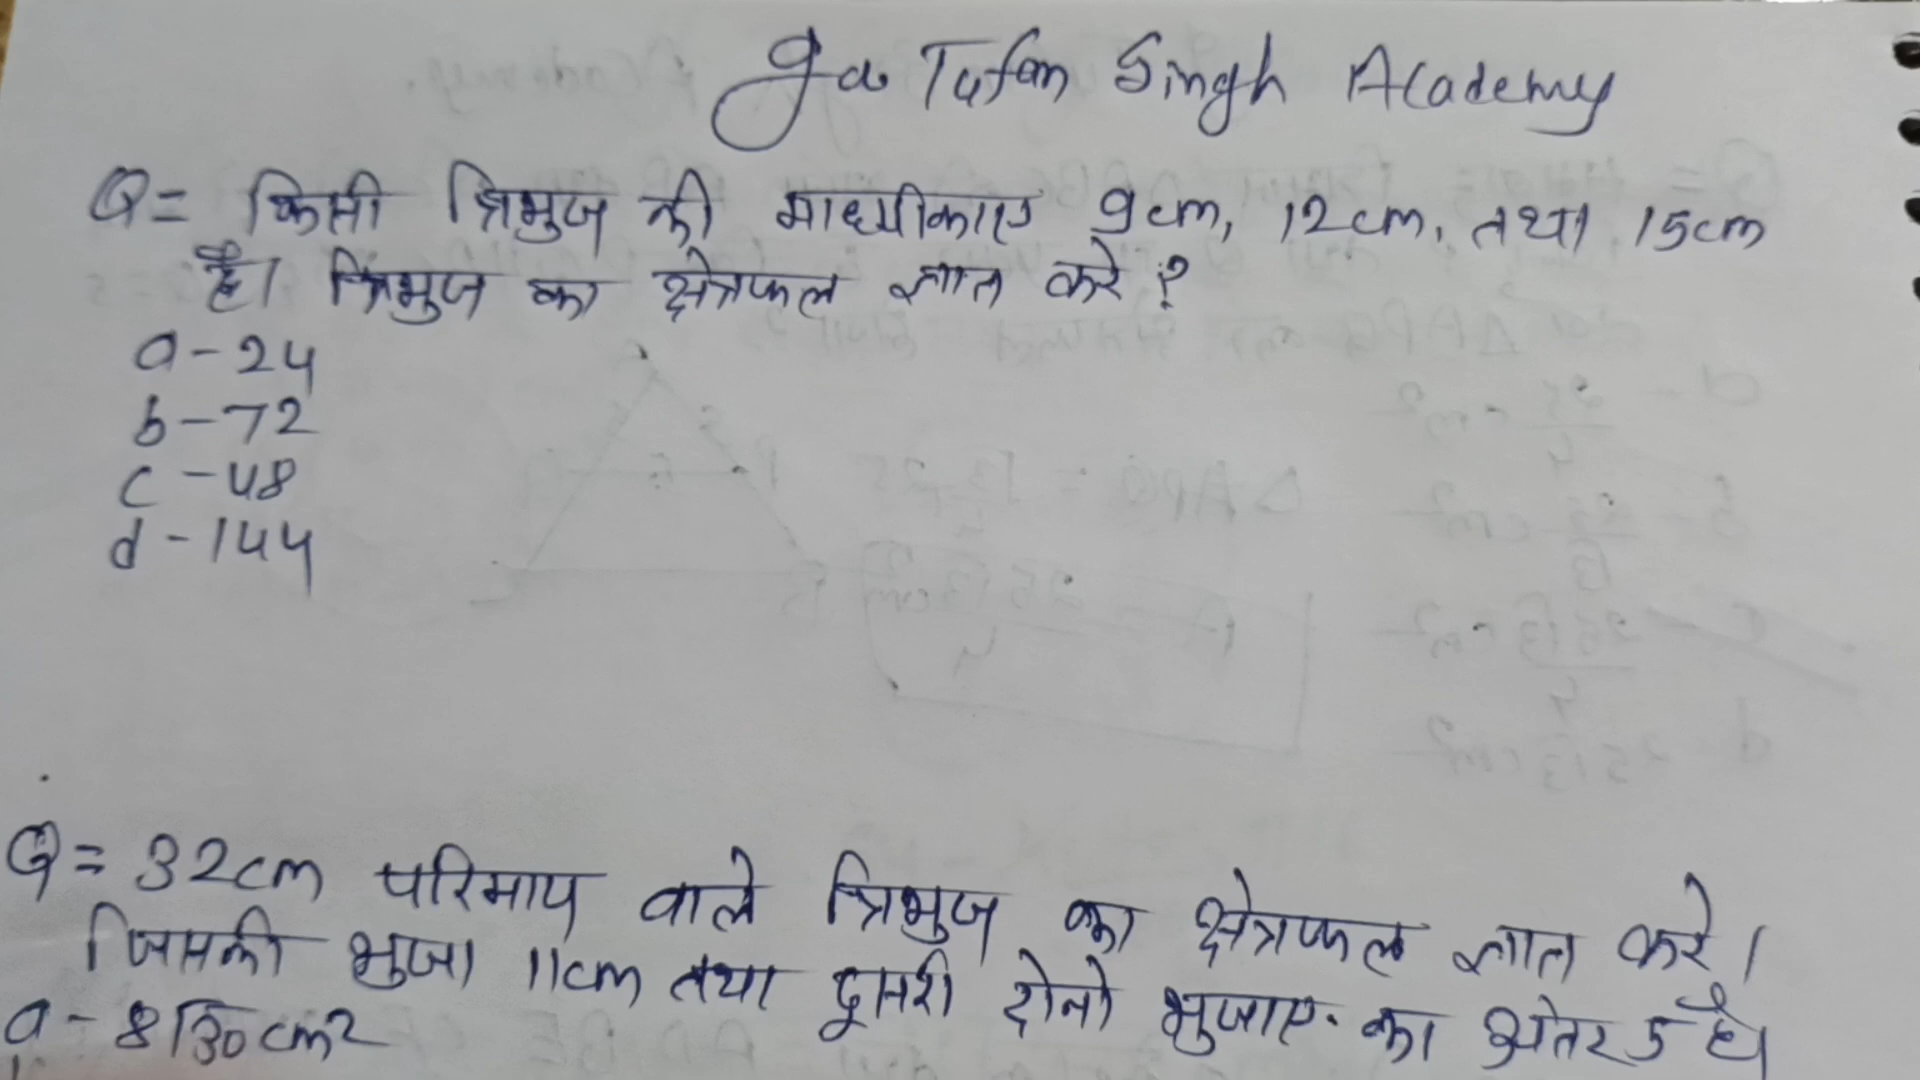 Tufan Singh Academy
Q= किसी त्रिभुज की माध्यीकाए 9cm, 12cm, तथा 15cm
है। त्रिभुज का क्षेत्रफल ज्ञात करे ?
a-24
b-72
c-48
d-144
Q= 32cm परिमाप वाले त्रिभुज का क्षेत्रफल ज्ञात करे।
जिसकी भुजा 11cm तथा दूसरी दोनो भुजाए का अंतर 5 है।
a- 8√30 cm²